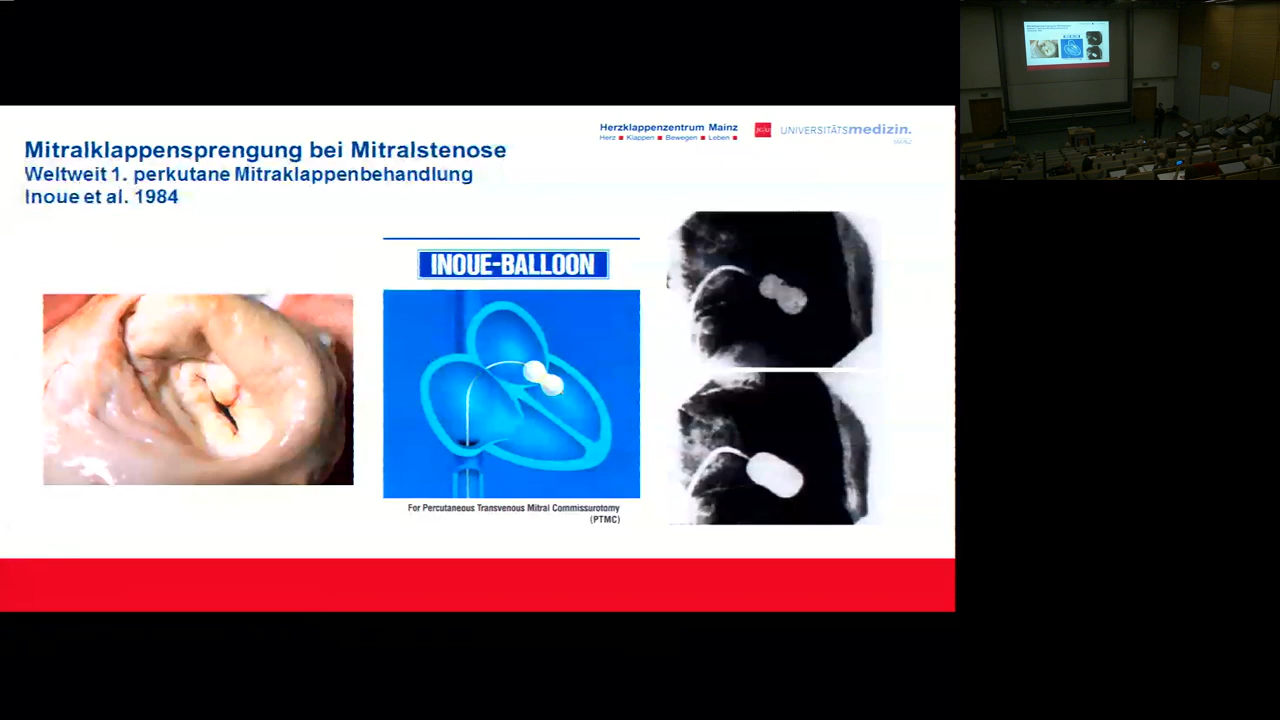 Herzklappenzentrum Mainz
Herz ■ Klappen ■ Bewegen ■ Leben ■
UNIVERSITÄTSmedizin.
MAINZ
Mitralklappensprengung bei Mitralstenose
Weltweit 1. perkutane Mitraklappenbehandlung
Inoue et al. 1984
INOUE-BALLOON
For Percutaneous Transvenous Mitral Commissurotomy
(PTMC)